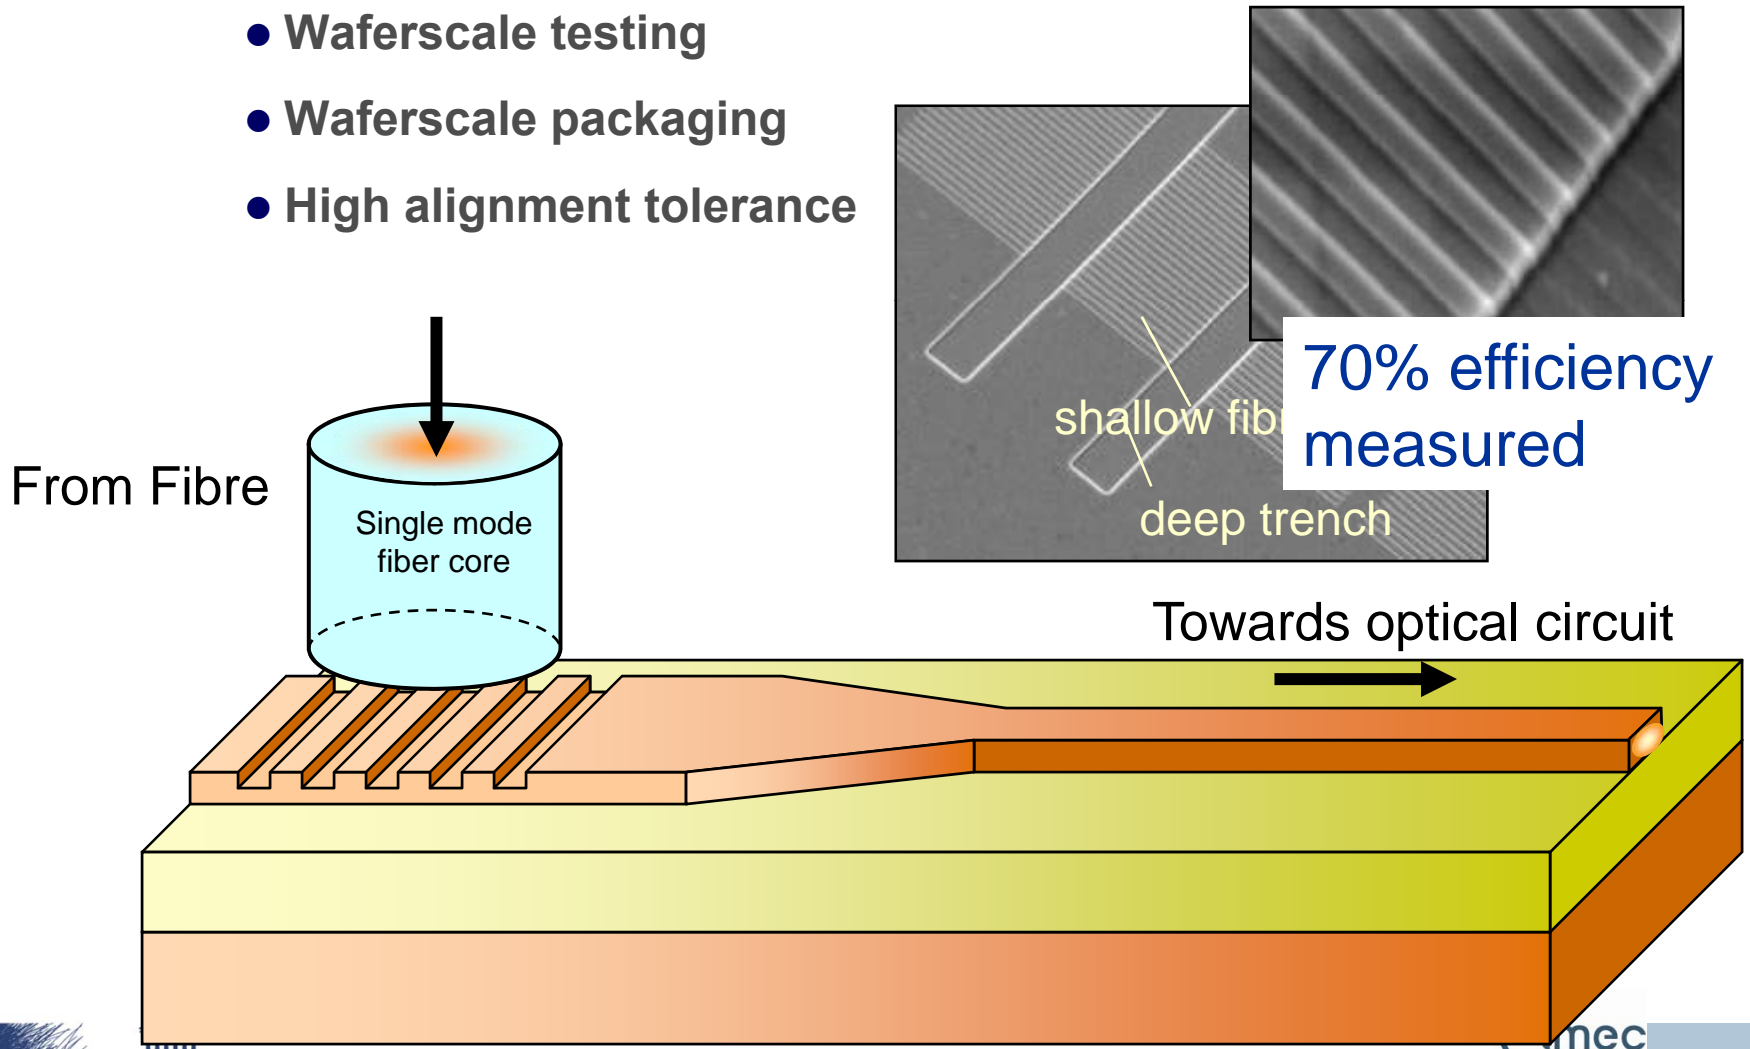 Waferscale testing
Waferscale packaging
High alignment tolerance
70% efficiency
measured
shallow
deep trench
From Fibre
Single mode
fiber core
Towards optical circuit